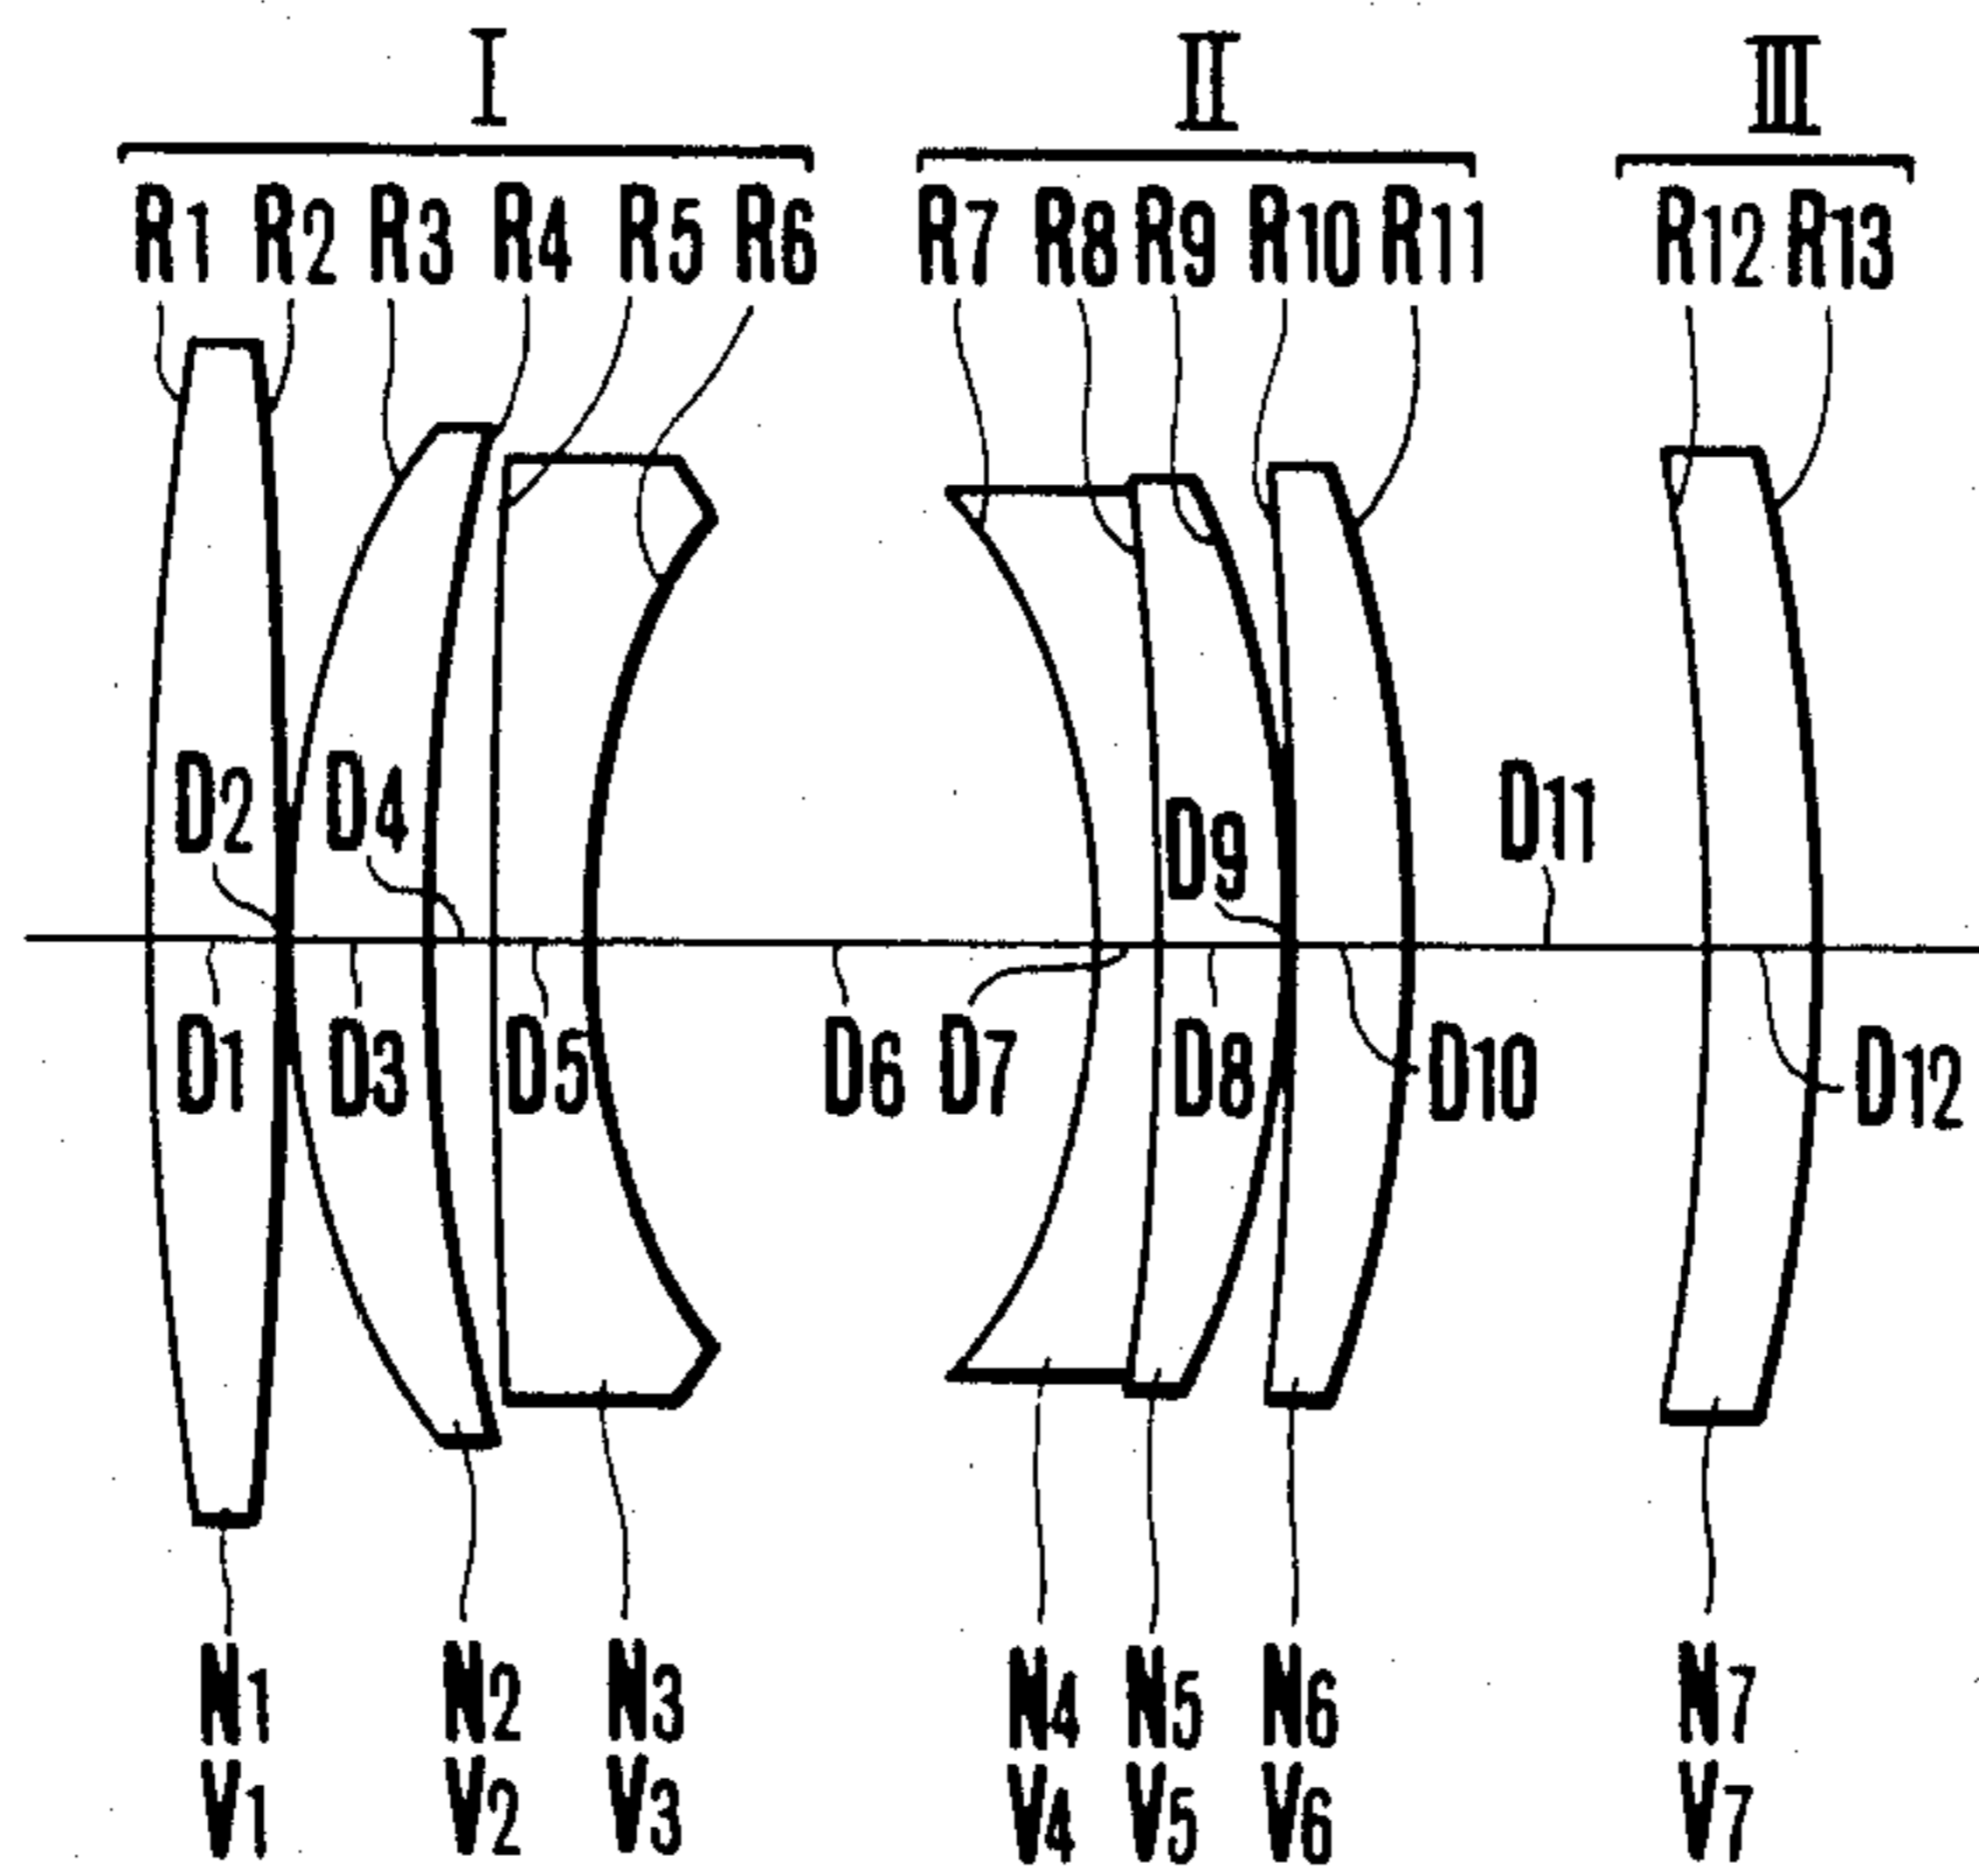 I II III
R1 R2 R3 R4 R5 R6 R7 R8 R9 R10 R11 R12 R13
D2 D4 D9 D11
D1 D3 D5 D6 D7 D8 D10 D12
N1 N2 N3 N4 N5 N6 N7
V1 V2 V3 V4 V5 V6 V7